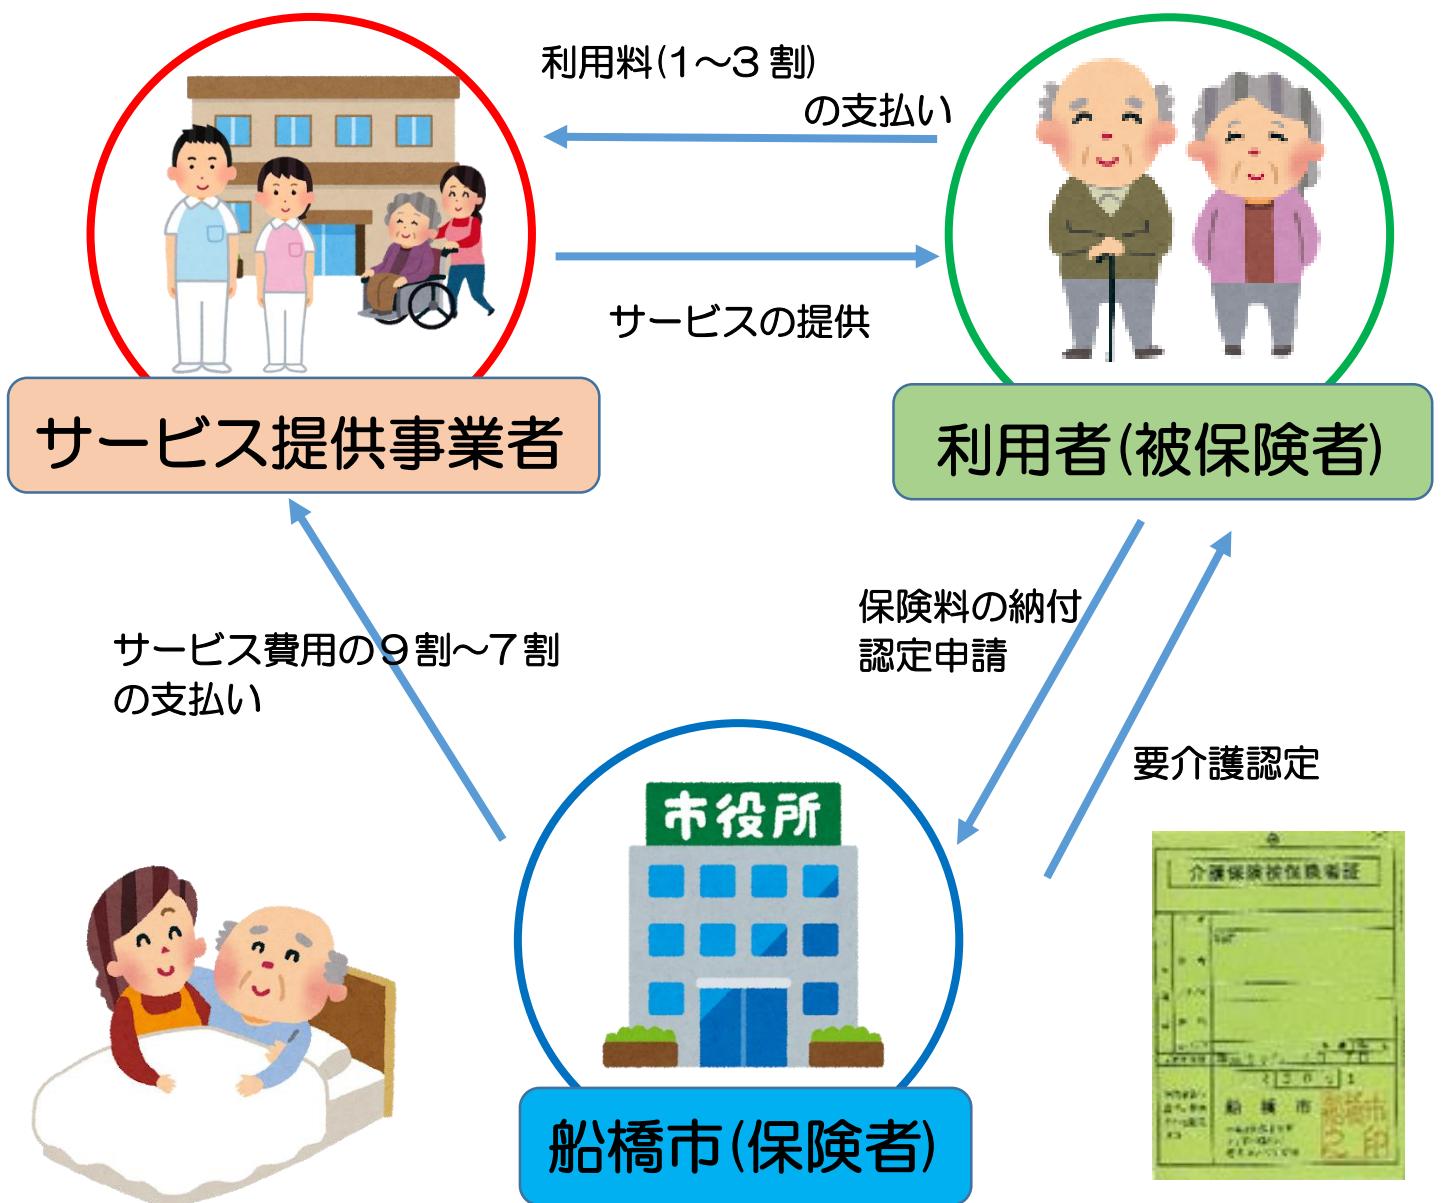 利用料(1〜3割)
の支払い
サービスの提供
サービス提供事業者
利用者(被保険者)
サービス費用の9割〜7割
の支払い
保険料の納付
認定申請
要介護認定
市役所
介護保険被保険者証
船橋市
船橋市(保険者)